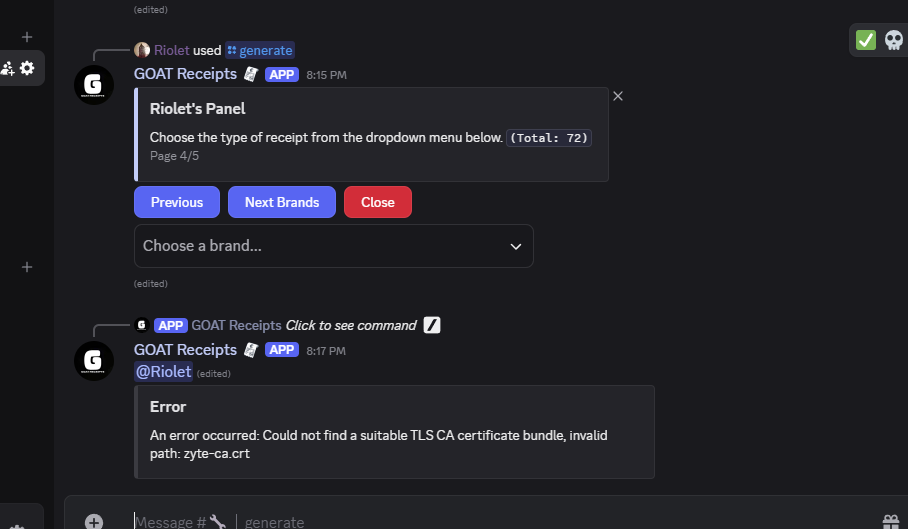 (edited)
Riolet used generate
GOAT Receipts APP 8:15 PM
Riolet's Panel
Choose the type of receipt from the dropdown menu below. (Total: 72)
Page 4/5
Previous Next Brands Close
Choose a brand...
(edited)
G APP GOAT Receipts Click to see command
GOAT Receipts APP 8:17 PM
G
GOAT RECEIPTS
@Riolet (edited)
Error
An error occurred: Could not find a suitable TLS CA certificate bundle, invalid
path: zyte-ca.crt
Message # | generate